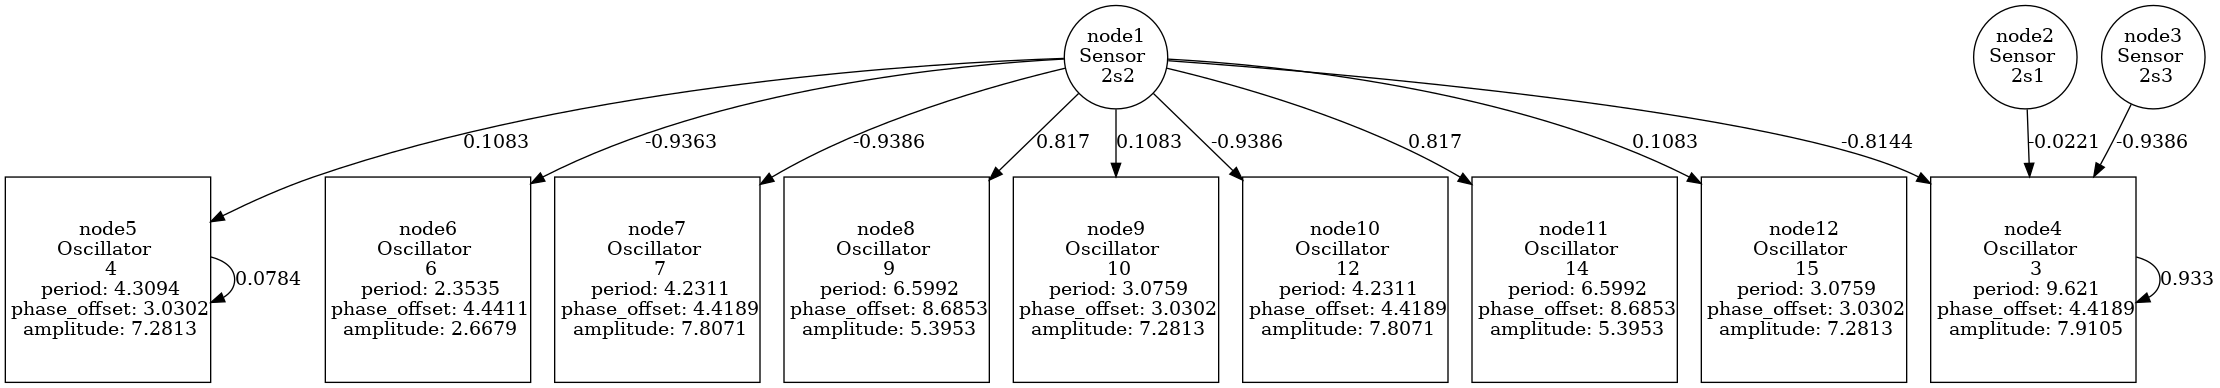 node1
Sensor
2s2
node2
Sensor
2s1
node3
Sensor
2s3
0.1083
-0.9363
-0.9386
0.817
0.1083
-0.9386
0.817
0.1083
-0.8144
-0.0221
-0.9386
node5
Oscillator
4
period: 4.3094
phase_offset: 3.0302
amplitude: 7.2813
0.0784
node6
Oscillator
6
period: 2.3535
phase_offset: 4.4411
amplitude: 2.6679
node7
Oscillator
7
period: 4.2311
phase_offset: 4.4189
amplitude: 7.8071
node8
Oscillator
9
period: 6.5992
phase_offset: 8.6853
amplitude: 5.3953
node9
Oscillator
10
period: 3.0759
phase_offset: 3.0302
amplitude: 7.2813
node10
Oscillator
12
period: 4.2311
phase_offset: 4.4189
amplitude: 7.8071
node11
Oscillator
14
period: 6.5992
phase_offset: 8.6853
amplitude: 5.3953
node12
Oscillator
15
period: 3.0759
phase_offset: 3.0302
amplitude: 7.2813
node4
Oscillator
3
period: 9.621
phase_offset: 4.4189
amplitude: 7.9105
0.933